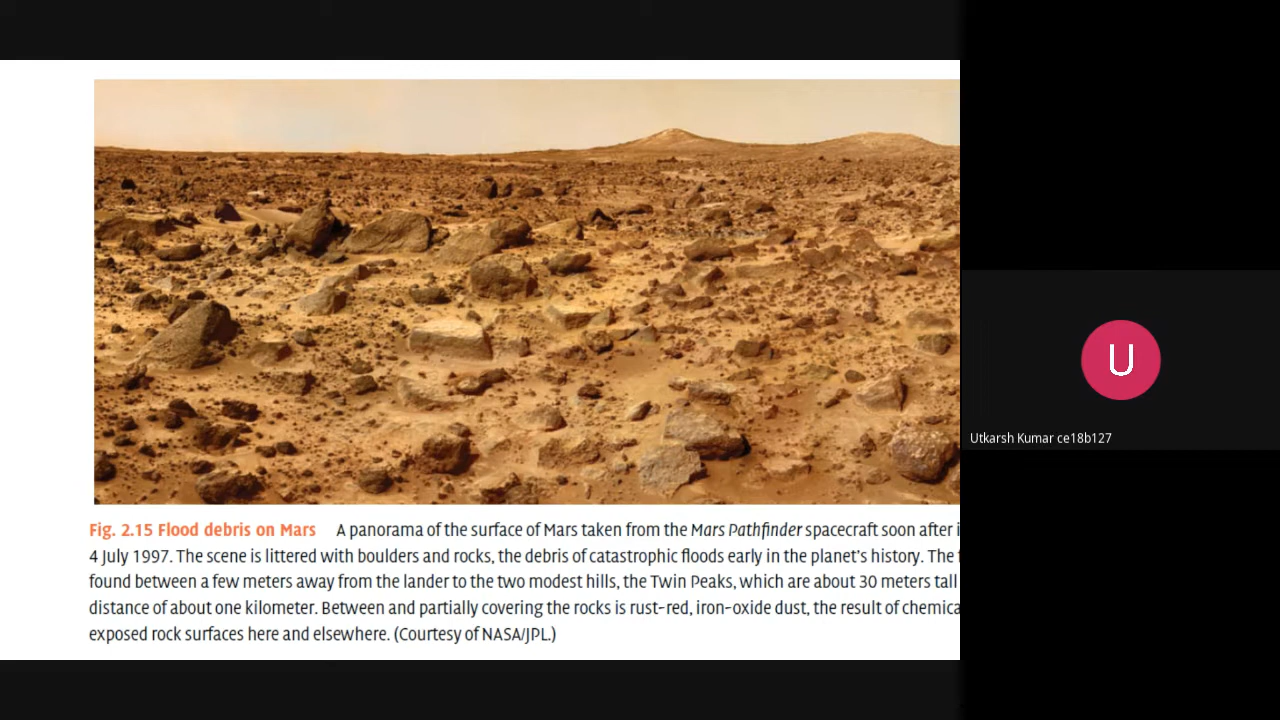 Fig. 2.15 Flood debris on Mars A panorama of the surface of Mars taken from the Mars Pathfinder spacecraft soon after i
4 July 1997. The scene is littered with boulders and rocks, the debris of catastrophic floods early in the planet's history. The f
found between a few meters away from the lander to the two modest hills, the Twin Peaks, which are about 30 meters tall
distance of about one kilometer. Between and partially covering the rocks is rust-red, iron-oxide dust, the result of chemica
exposed rock surfaces here and elsewhere. (Courtesy of NASA/JPL.)
U
Utkarsh Kumar ce18b127